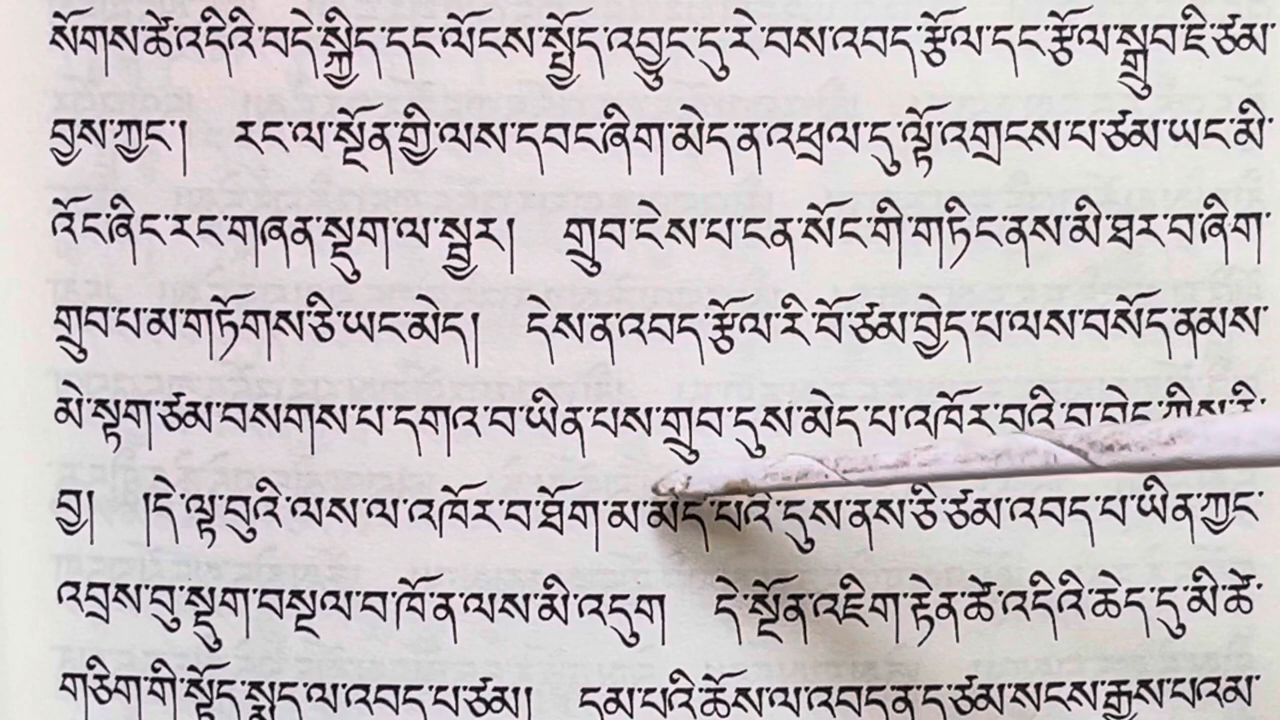 སོགས་ཚེ་འདིའི་བདེ་སྐྱིད་དང་ལོངས་སྤྱོད་འབྱུང་དུ་རེ་བས་འབད་རྩོལ་དང་རྩོལ་སྒྲུབ་ཇི་ཙམ་
བྱས་ཀྱང་། རང་ལ་སྔོན་གྱི་ལས་དབང་ཞིག་མེད་ན་འཕྲལ་དུ་ལྟོ་འགྲངས་པ་ཙམ་ཡང་མི་
འོང་ཞིང་རང་གཞན་སྡུག་ལ་སྦྱར། གྲུབ་ངེས་པ་ངན་སོང་གི་གཏིང་ནས་མི་ཐར་བ་ཞིག་
གྲུབ་པ་མ་གཏོགས་ཅི་ཡང་མེད། དེས་ན་འབད་རྩོལ་རི་བོ་ཙམ་བྱེད་པ་ལས་བསོད་ནམས་
མེ་སྟག་ཙམ་བསགས་པ་དགའ་བ་ཡིན་པས་གྲུབ་དུས་མེད་པ་འཁོར་བའི་བ་
བྱ། །དེ་ལྟ་བུའི་ལས་ལ་འཁོར་བ་ཐོག་མ་མེད་པའི་དུས་ནས་ཅི་ཙམ་འབད་པ་ཡིན་ཀྱང་
འབྲས་བུ་སྡུག་བསྔལ་བ་ཁོ་ན་ལས་མི་འདུག དེ་སྔོན་འཇིག་རྟེན་ཚེ་འདིའི་ཆེད་དུ་མི་ཚེ་
གཅིག་གི་སྟོད་སྨད་ལ་འབད་པ་ཙམ། དམ་པའི་ཆོས་ལ་འབད་ན་ད་ཙམ་སངས་རྒྱས་པའམ་